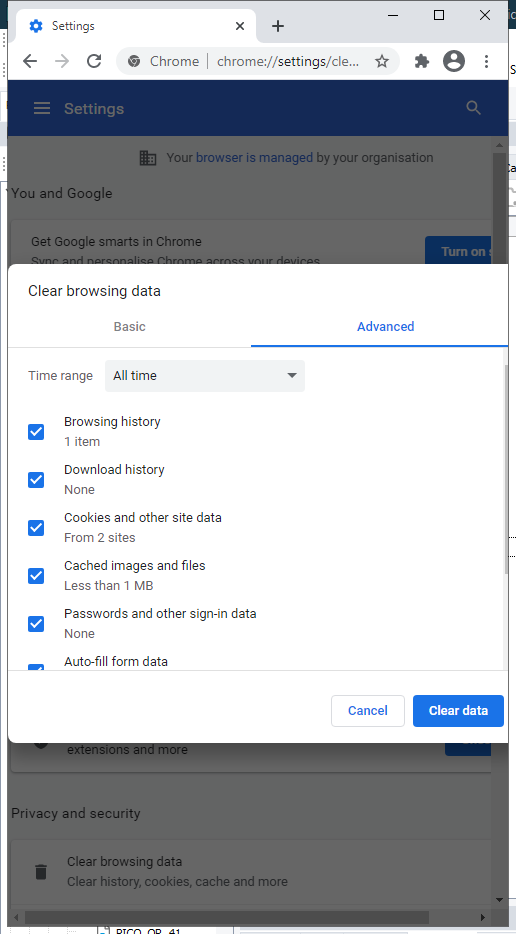 Settings
Chrome | chrome://settings/cle...
Settings
Your browser is managed by your organisation
You and Google
Get Google smarts in Chrome
Sync and personalise Chrome across your devices
Turn on s
Clear browsing data
Basic
Advanced
Time range
All time
Browsing history
1 item
Download history
None
Cookies and other site data
From 2 sites
Cached images and files
Less than 1 MB
Passwords and other sign-in data
None
Auto-fill form data
Cancel
Clear data
extensions and more
Privacy and security
Clear browsing data
Clear history, cookies, cache and more